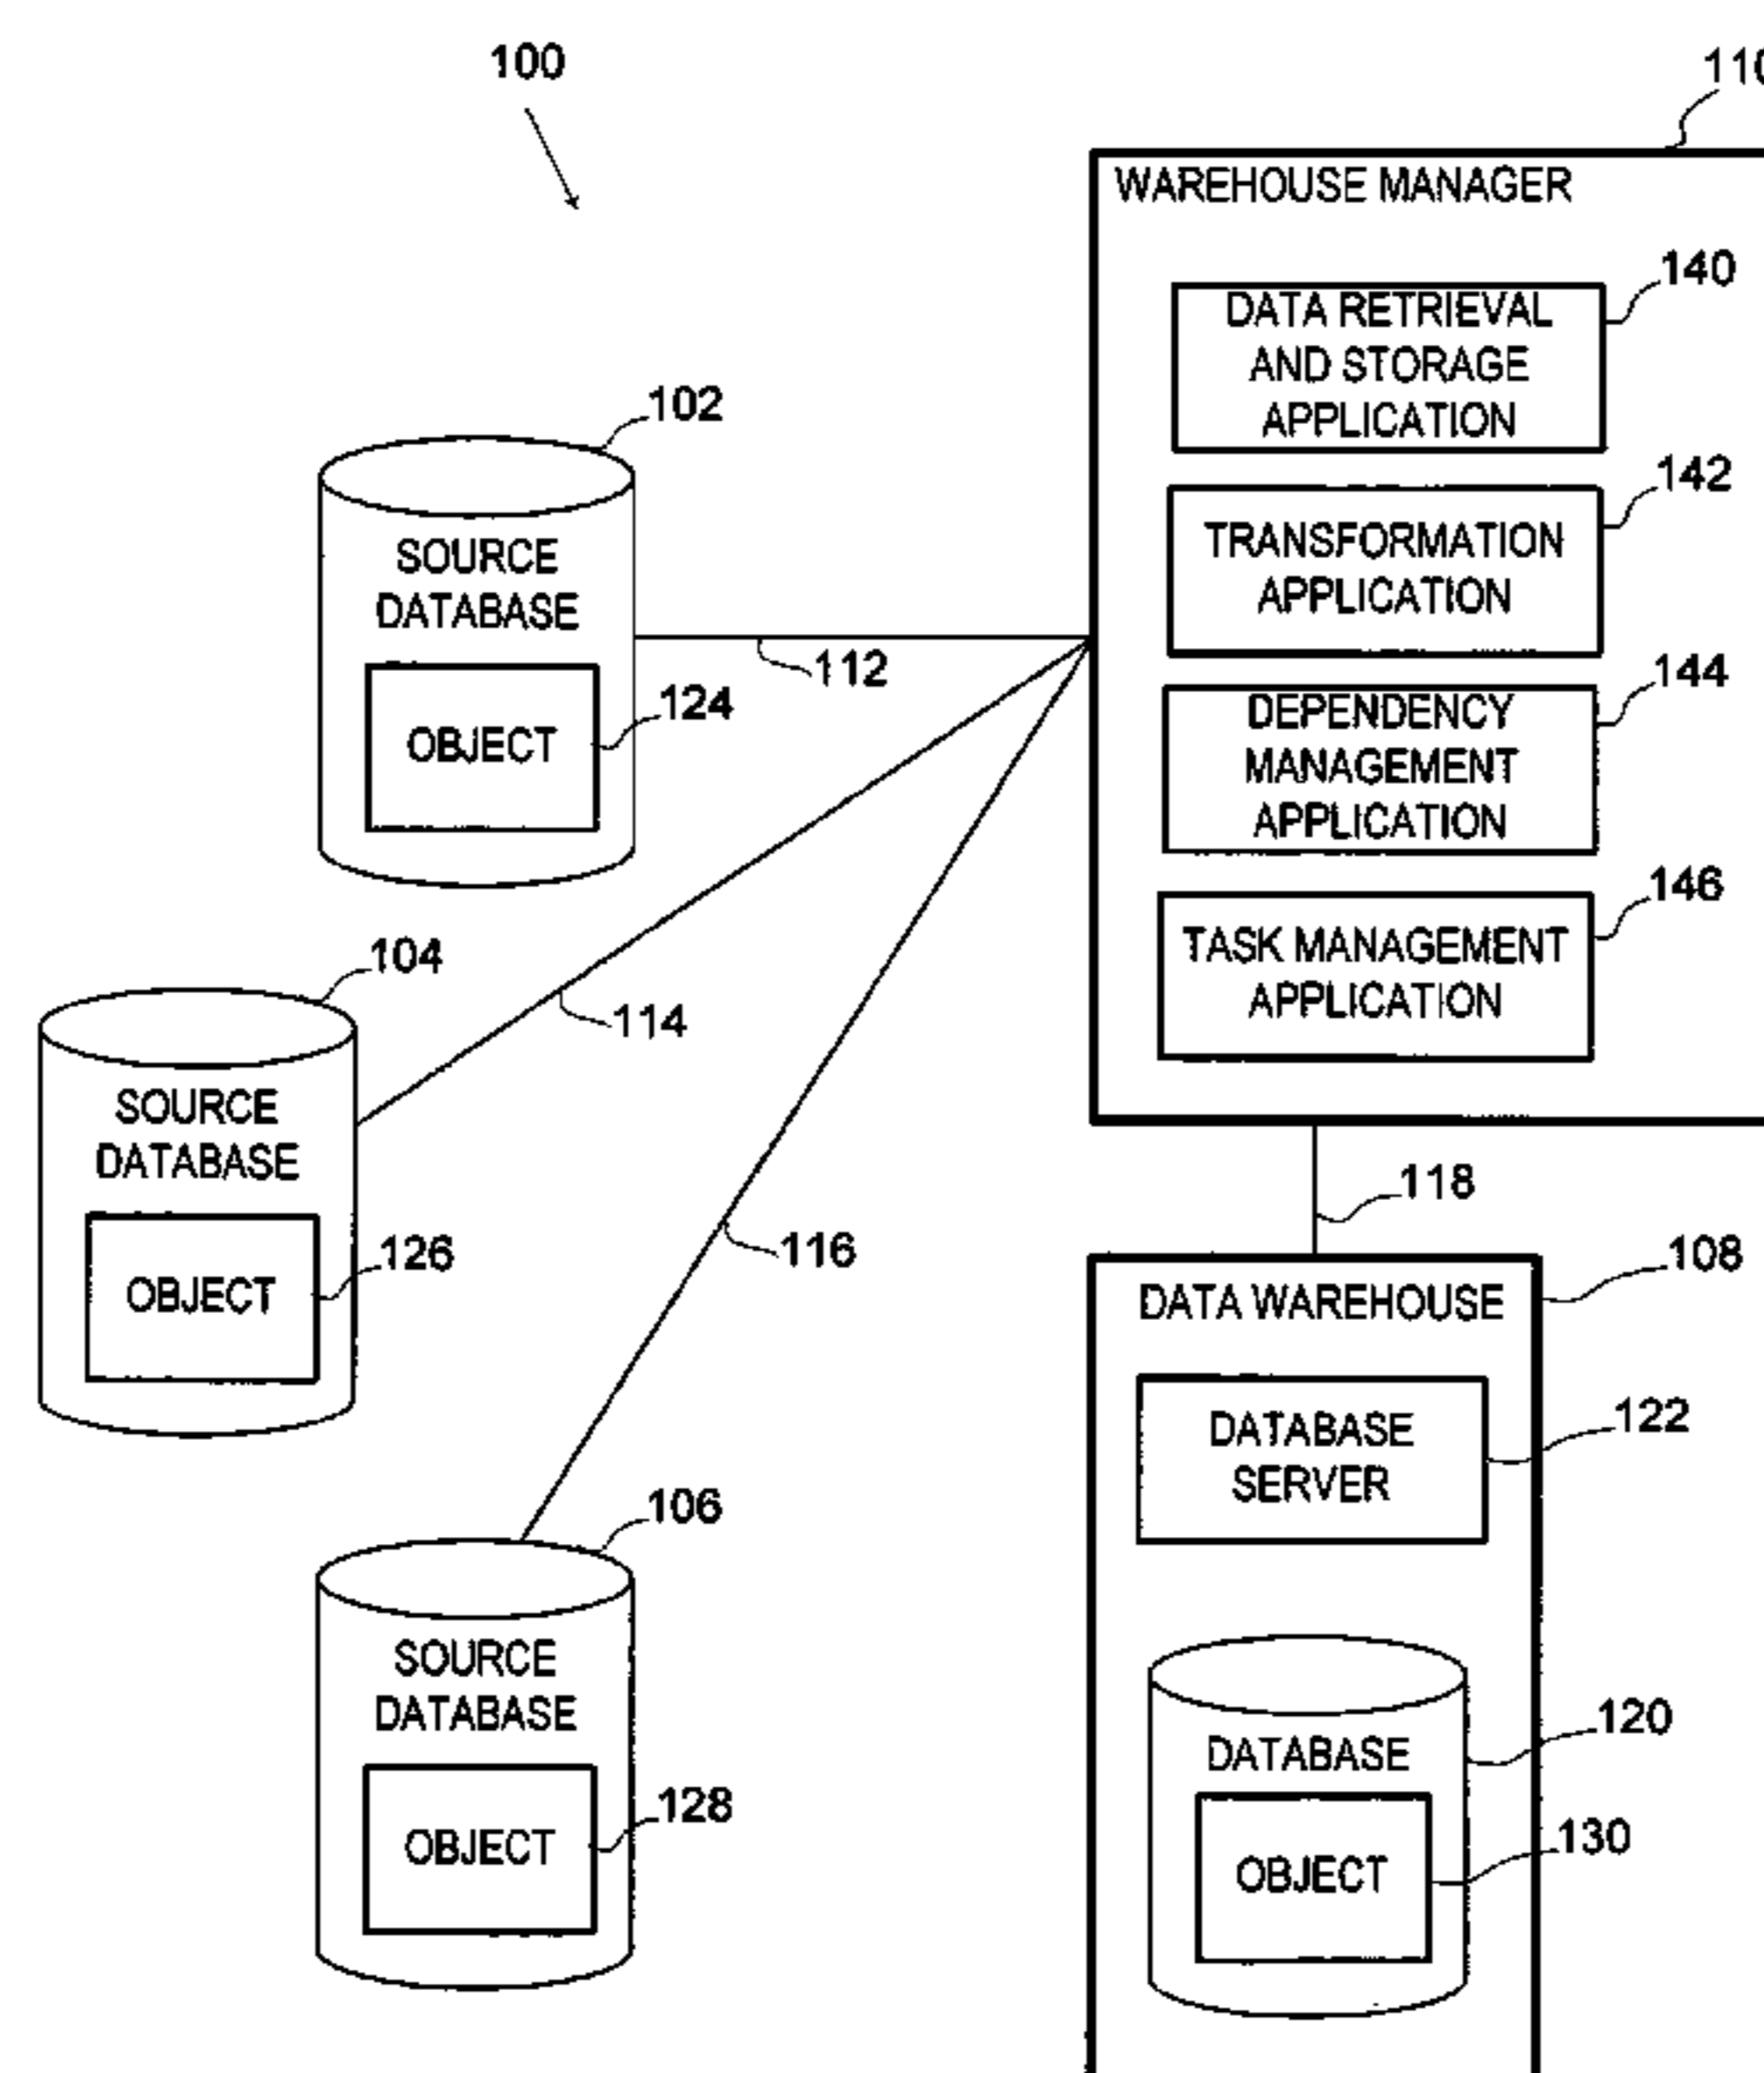 100
110
WAREHOUSE MANAGER
140
DATA RETRIEVAL
AND STORAGE
APPLICATION
102
142
SOURCE
DATABASE
TRANSFORMATION
APPLICATION
112
124
OBJECT
144
DEPENDENCY
MANAGEMENT
APPLICATION
146
104
TASK MANAGEMENT
APPLICATION
114
SOURCE
DATABASE
118
126
OBJECT
116
108
DATA WAREHOUSE
122
DATABASE
SERVER
106
SOURCE
DATABASE
120
DATABASE
128
OBJECT
130
OBJECT